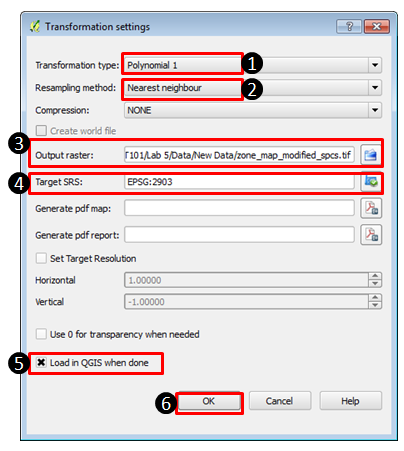 Transformation settings
? x
Transformation type: Polynomial 1 1
Resampling method: Nearest neighbour 2
Compression: NONE
Create world file
3 Output raster: T101/Lab 5/Data/New Data/zone_map_modified_spcs.tif
4 Target SRS: EPSG:2903
Generate pdf map:
Generate pdf report:
Set Target Resolution
Horizontal 1.00000
Vertical -1.00000
Use 0 for transparency when needed
5 Load in QGIS when done
6 OK Cancel Help